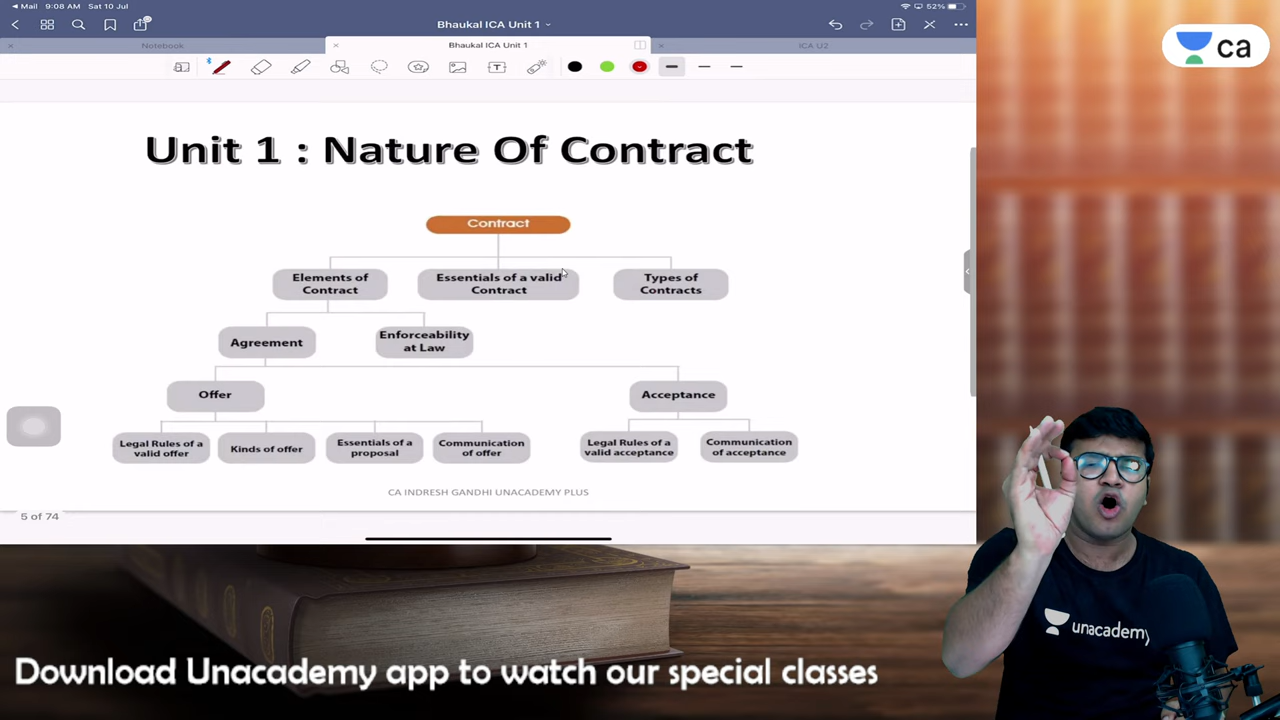 Mail 9:08 AM Sat 10 Jul 52%
Bhaukal ICA Unit 1
Notebook
Bhaukal ICA Unit 1
ICA U2
ca
Unit 1 : Nature Of Contract
Contract
Elements of
Contract
Essentials of a valid
Contract
Types of
Contracts
Agreement
Enforceability
at Law
Offer
Acceptance
Legal Rules of a
valid offer
Kinds of offer
Essentials of a
proposal
Communication
of offer
Legal Rules of a
valid acceptance
Communication
of acceptance
CA INDRESH GANDHI UNACADEMY PLUS
5 of 74
unacademy
Download Unacademy app to watch our special classes